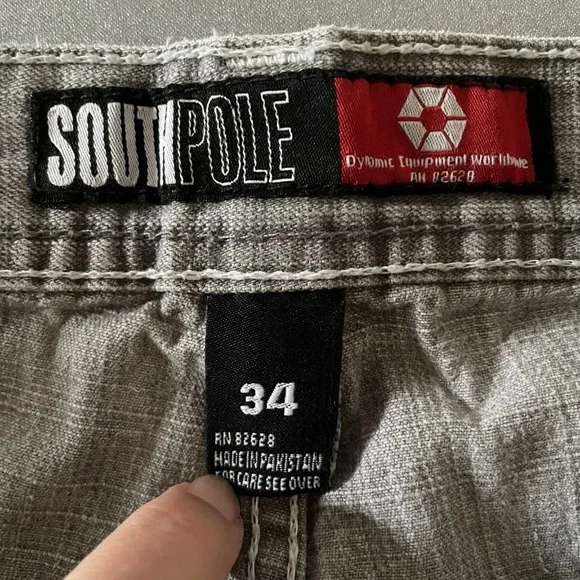 SOUTHPOLE
Dynamic Equipment Worldwide
RN 82628
34
RN 82628
MADE IN PAKISTAN
FOR CARE SEE OVER